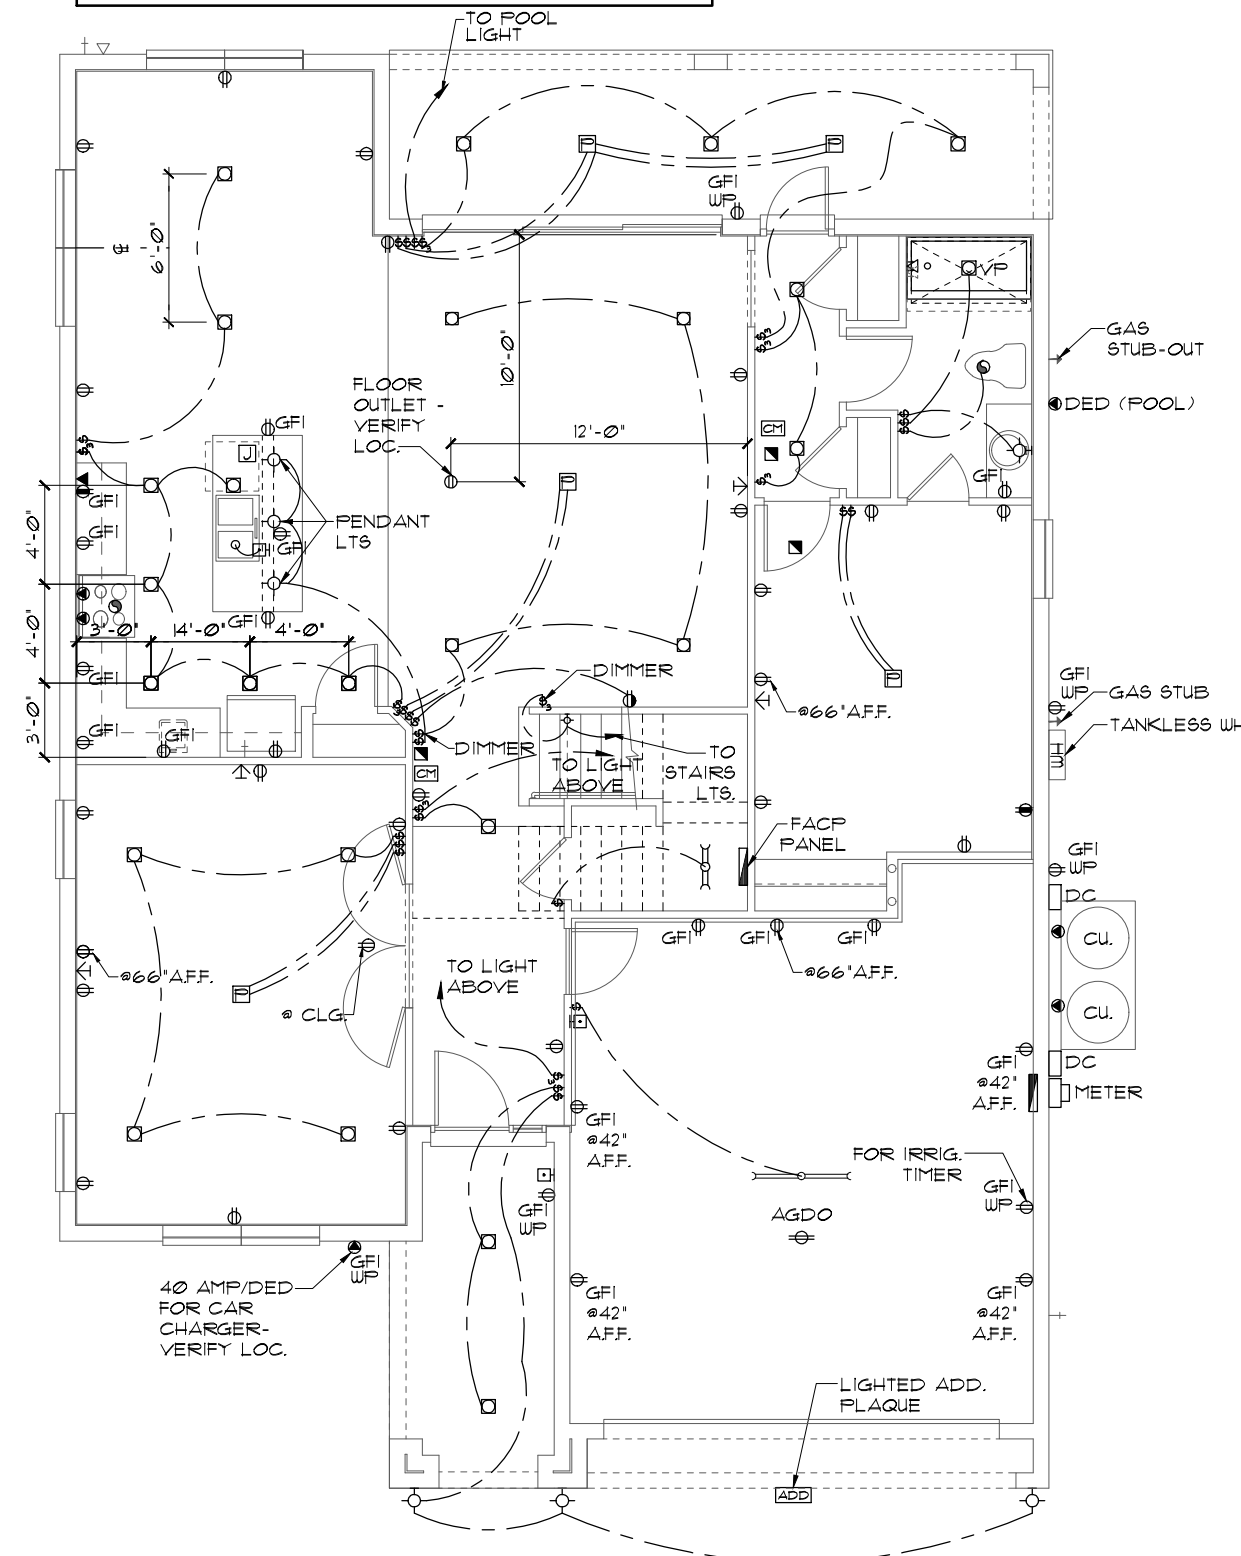 TO POOL
LIGHT
GFI
WP
6'-0"
10'-0"
VP
GAS
STUB-OUT
DED (POOL)
FLOOR
OUTLET -
VERIFY
LOC.
12'-0"
CM
GFI
J
GFI
GFI
GFI
PENDANT
LTS
GFI
4'-0"
4'-0"
3'-0"
3'-0"
14'-0"
4'-0"
GFI
GFI
GFI
GFI
DIMMER
DIMMER
@66"A.F.F.
GFI
WP
GAS STUB
TANKLESS WH
TO
STAIRS
LTS.
TO LIGHT
ABOVE
CM
FACP
PANEL
GFI
WP
DC
CU.
CU.
DC
METER
GFI
GFI
GFI
@66"A.F.F.
@66"A.F.F.
TO LIGHT
ABOVE
@ CLG.
GFI
@42"
A.F.F.
GFI
@42"
A.F.F.
FOR IRRIG.
TIMER
GFI
WP
AGDO
GFI
WP
GFI
WP
40 AMP/DED
FOR CAR
CHARGER-
VERIFY LOC.
GFI
@42"
A.F.F.
GFI
@42"
A.F.F.
LIGHTED ADD.
PLAQUE
ADD